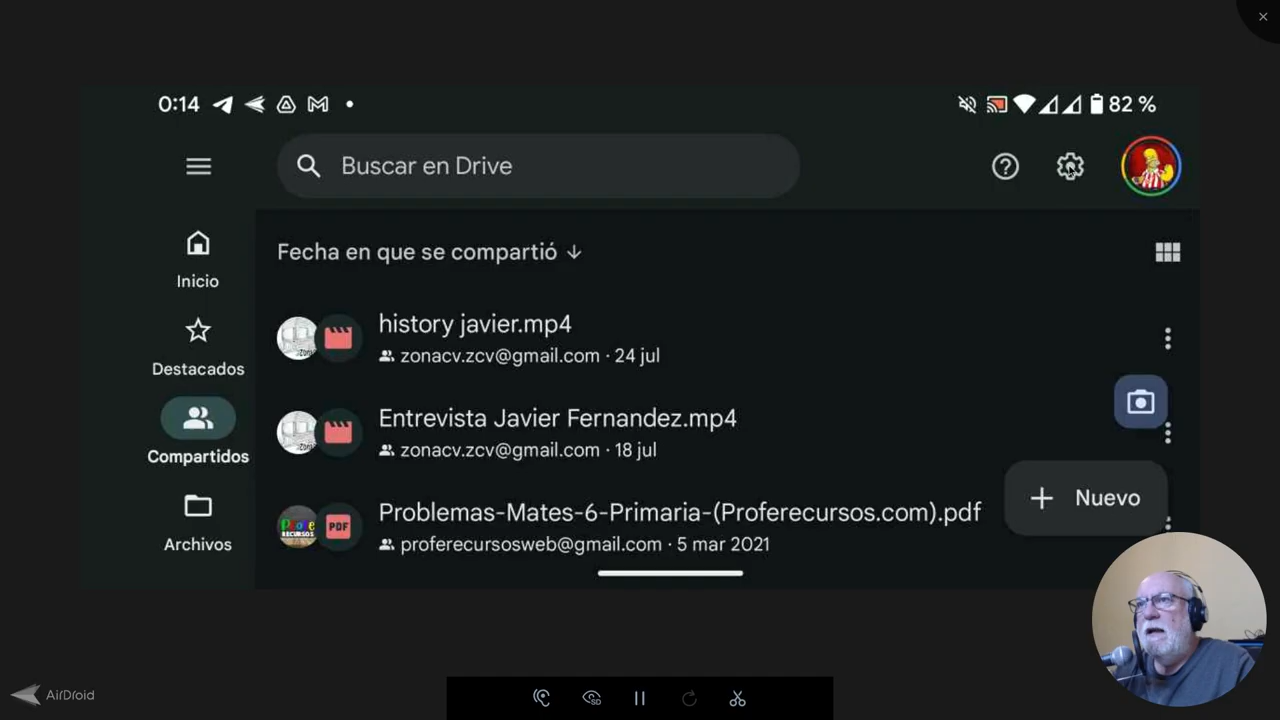 0:14
82 %
Buscar en Drive
Inicio
Destacados
Compartidos
Archivos
Fecha en que se compartió
history javier.mp4
zonacv.zcv@gmail.com · 24 jul
Entrevista Javier Fernandez.mp4
zonacv.zcv@gmail.com · 18 jul
Problemas-Mates-6-Primaria-(Proferecursos.com).pdf
PDF
proferecursosweb@gmail.com · 5 mar 2021
Nuevo
AirDroid
SD